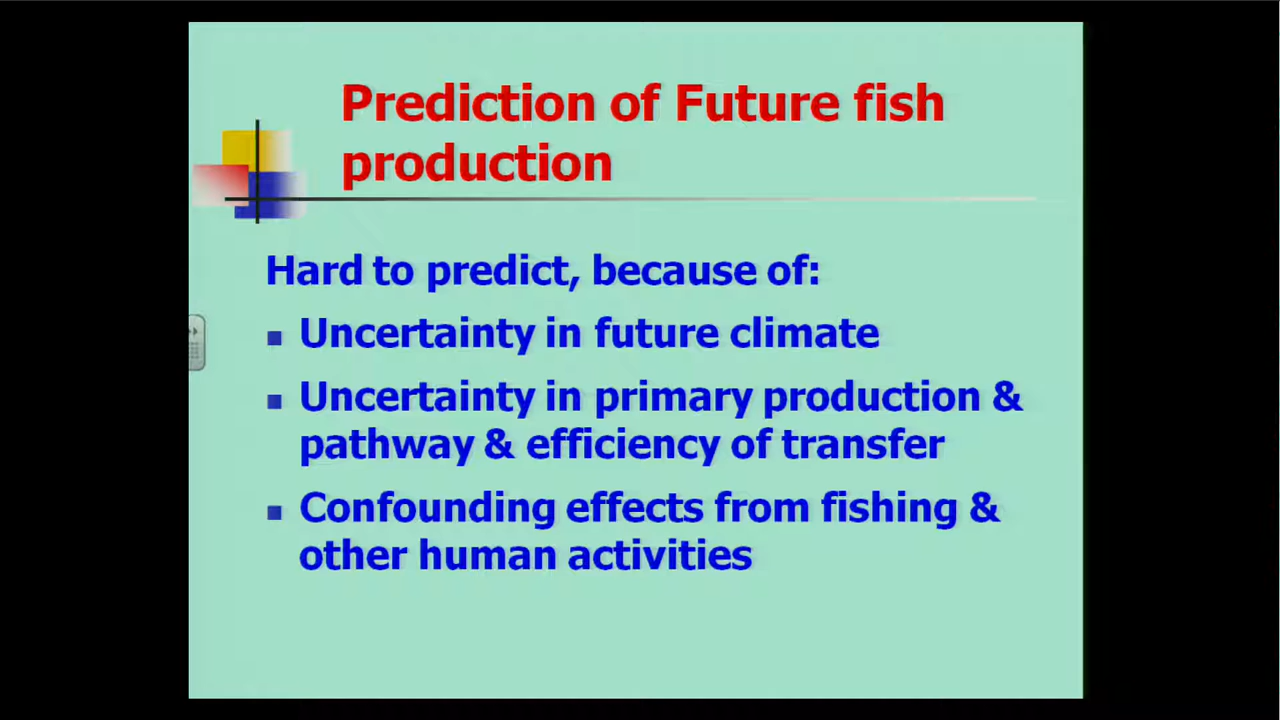 Prediction of Future fish
production
Hard to predict, because of:
Uncertainty in future climate
Uncertainty in primary production &
pathway & efficiency of transfer
Confounding effects from fishing &
other human activities